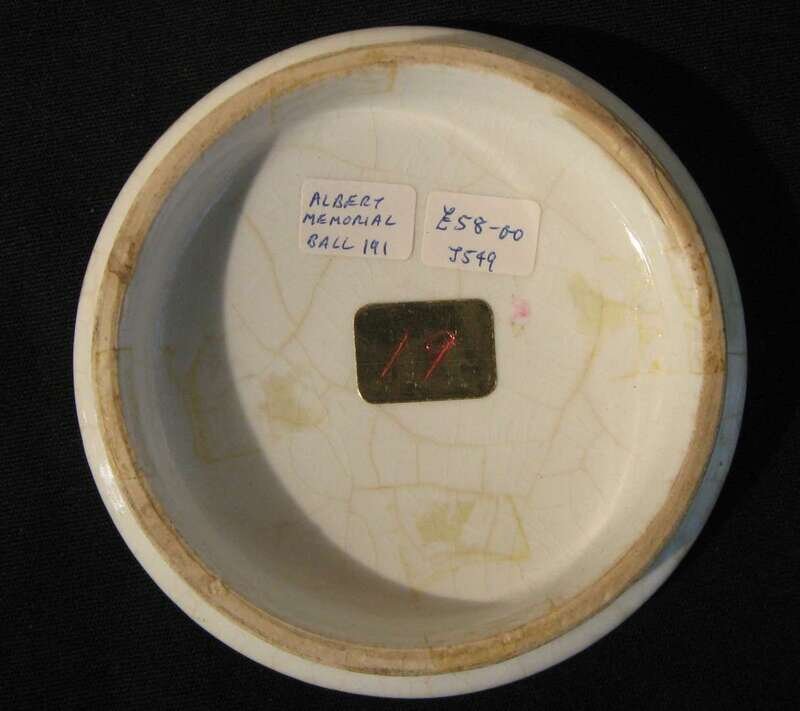 ALBERT
MEMORIAL
BALL 191
£58-00
J549
19